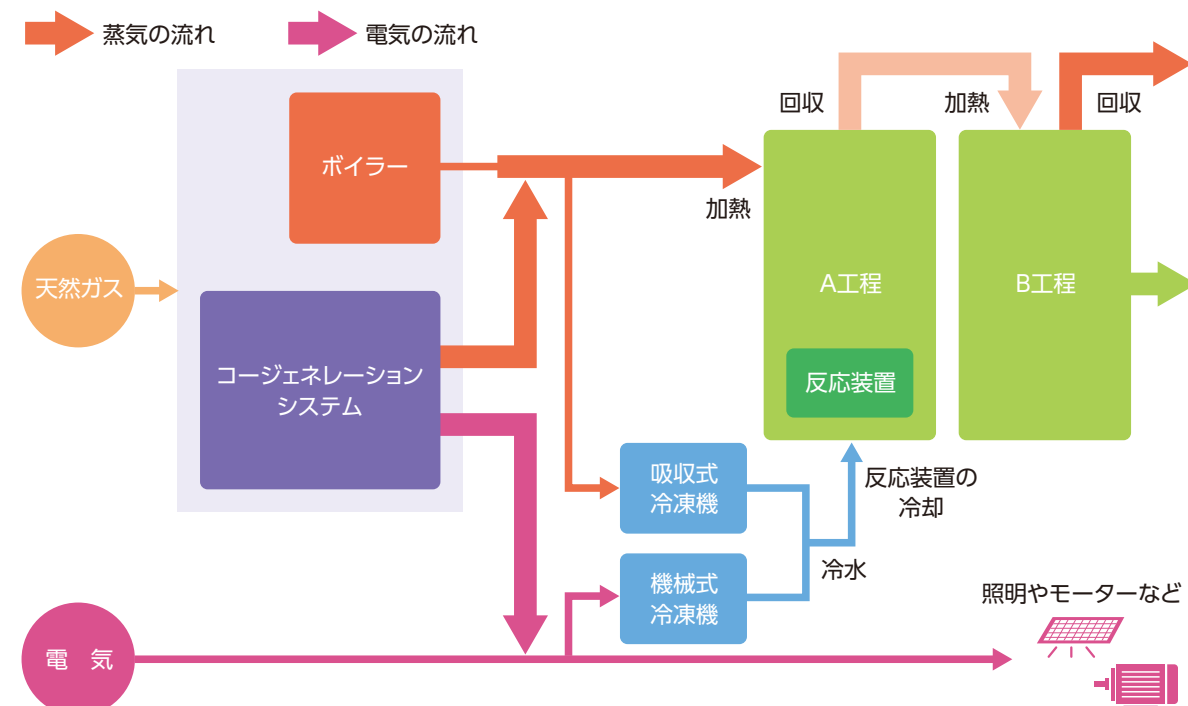 蒸気の流れ
電気の流れ
回収
加熱
回収
ボイラー
加熱
天然ガス
A工程
B工程
コージェネレーション
システム
反応装置
吸収式
冷凍機
反応装置の
冷却
機械式
冷凍機
冷水
照明やモーターなど
電 気